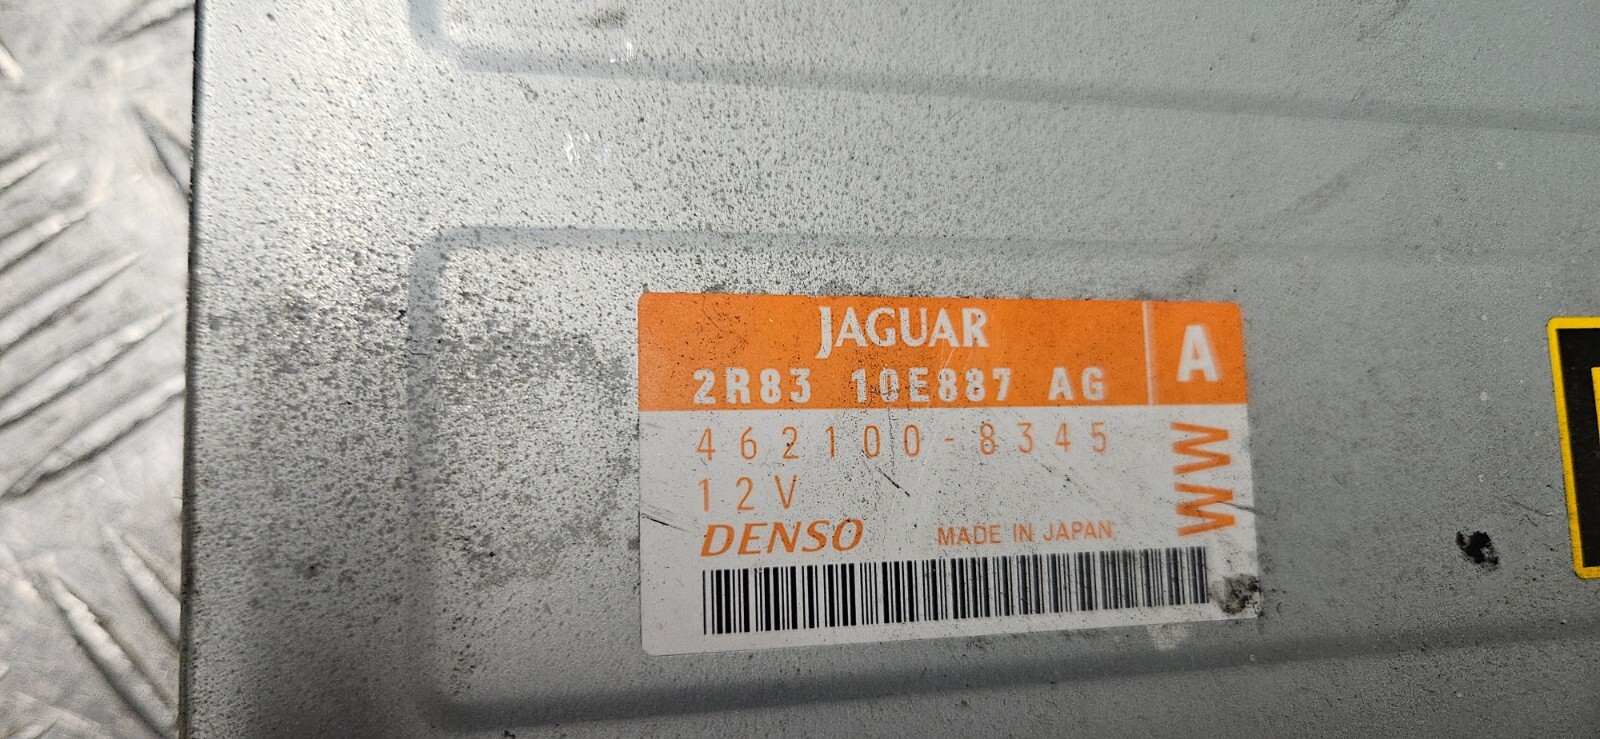 JAGUAR
2R83 10E887 AG
A
462100-8345
12V
WW
DENSO
MADE IN JAPAN